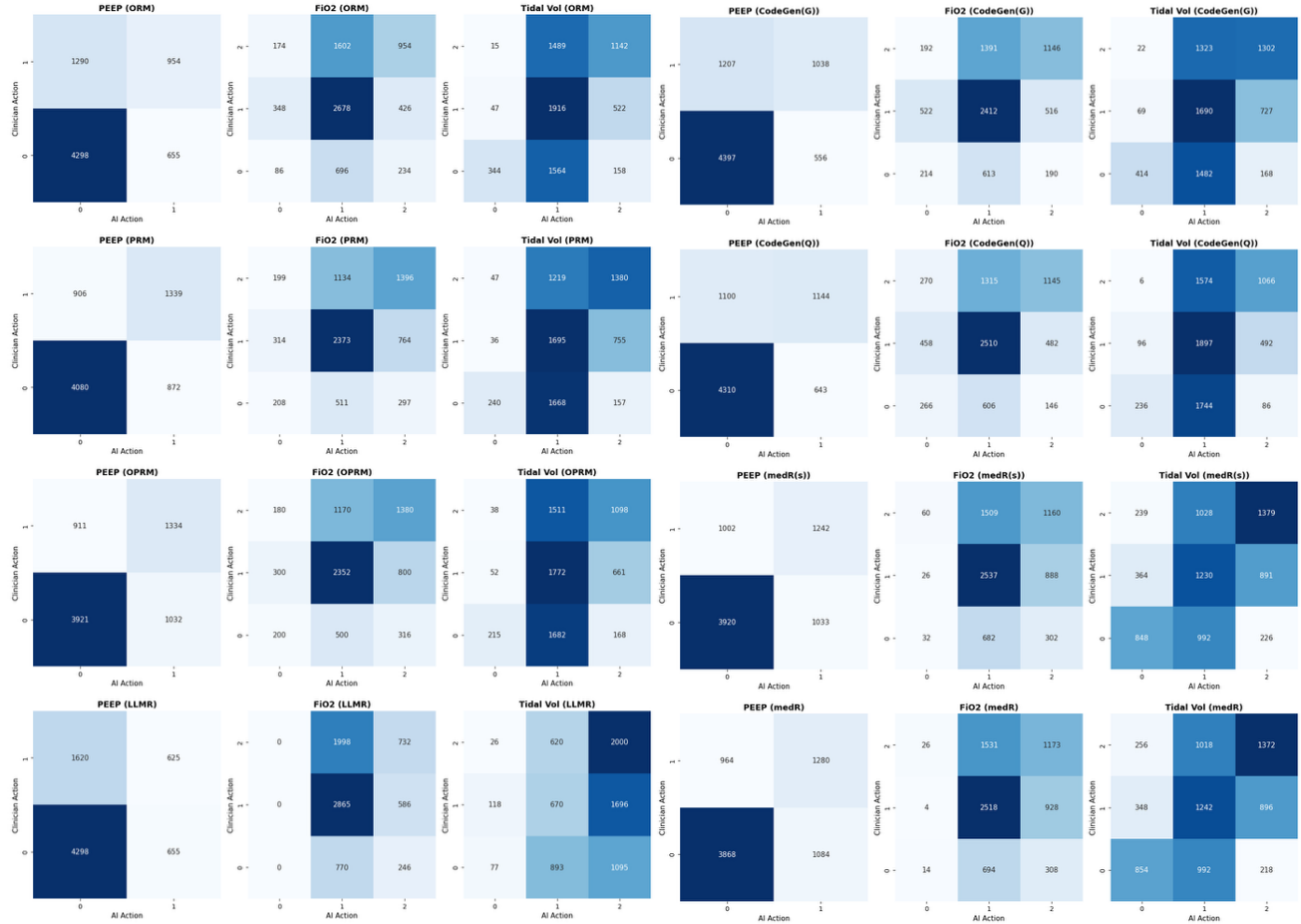 PEEP (ORM)
Clinician Action
1
0
1290 954
4298 655
0 1
AI Action
FiO2 (ORM)
Clinician Action
2
1
0
174 1602 954
348 2678 426
86 696 234
0 1 2
AI Action
Tidal Vol (ORM)
Clinician Action
2
1
0
15 1489 1142
47 1916 522
344 1564 158
0 1 2
AI Action
PEEP (CodeGen(G))
Clinician Action
1
0
1207 1038
4397 556
0 1
AI Action
FiO2 (CodeGen(G))
Clinician Action
2
1
0
192 1391 1146
522 2412 516
214 613 190
0 1 2
AI Action
Tidal Vol (CodeGen(G))
Clinician Action
2
1
0
22 1323 1302
69 1690 727
414 1482 168
0 1 2
AI Action
PEEP (PRM)
Clinician Action
1
0
906 1339
4080 872
0 1
AI Action
FiO2 (PRM)
Clinician Action
2
1
0
199 1134 1396
314 2373 764
208 511 297
0 1 2
AI Action
Tidal Vol (PRM)
Clinician Action
2
1
0
47 1219 1380
36 1695 755
240 1668 157
0 1 2
AI Action
PEEP (CodeGen(Q))
Clinician Action
1
0
1100 1144
4310 643
0 1
AI Action
FiO2 (CodeGen(Q))
Clinician Action
2
1
0
270 1315 1145
458 2510 482
266 606 146
0 1 2
AI Action
Tidal Vol (CodeGen(Q))
Clinician Action
2
1
0
6 1574 1066
96 1897 492
236 1744 86
0 1 2
AI Action
PEEP (OPRM)
Clinician Action
1
0
911 1334
3921 1032
0 1
AI Action
FiO2 (OPRM)
Clinician Action
2
1
0
180 1170 1380
300 2352 800
200 500 316
0 1 2
AI Action
Tidal Vol (OPRM)
Clinician Action
2
1
0
38 1511 1098
52 1772 661
215 1682 168
0 1 2
AI Action
PEEP (medR(s))
Clinician Action
1
0
1002 1242
3920 1033
0 1
AI Action
FiO2 (medR(s))
Clinician Action
2
1
0
60 1509 1160
26 2537 888
32 682 302
0 1 2
AI Action
Tidal Vol (medR(s))
Clinician Action
2
1
0
239 1028 1379
364 1230 891
848 992 226
0 1 2
AI Action
PEEP (LLMR)
Clinician Action
1
0
1620 625
4298 655
0 1
AI Action
FiO2 (LLMR)
Clinician Action
2
1
0
0 1998 732
0 2865 586
0 770 246
0 1 2
AI Action
Tidal Vol (LLMR)
Clinician Action
2
1
0
26 620 2000
118 670 1696
77 893 1095
0 1 2
AI Action
PEEP (medR)
Clinician Action
1
0
964 1280
3868 1084
0 1
AI Action
FiO2 (medR)
Clinician Action
2
1
0
26 1531 1173
4 2518 928
14 694 308
0 1 2
AI Action
Tidal Vol (medR)
Clinician Action
2
1
0
256 1018 1372
348 1242 896
854 992 218
0 1 2
AI Action